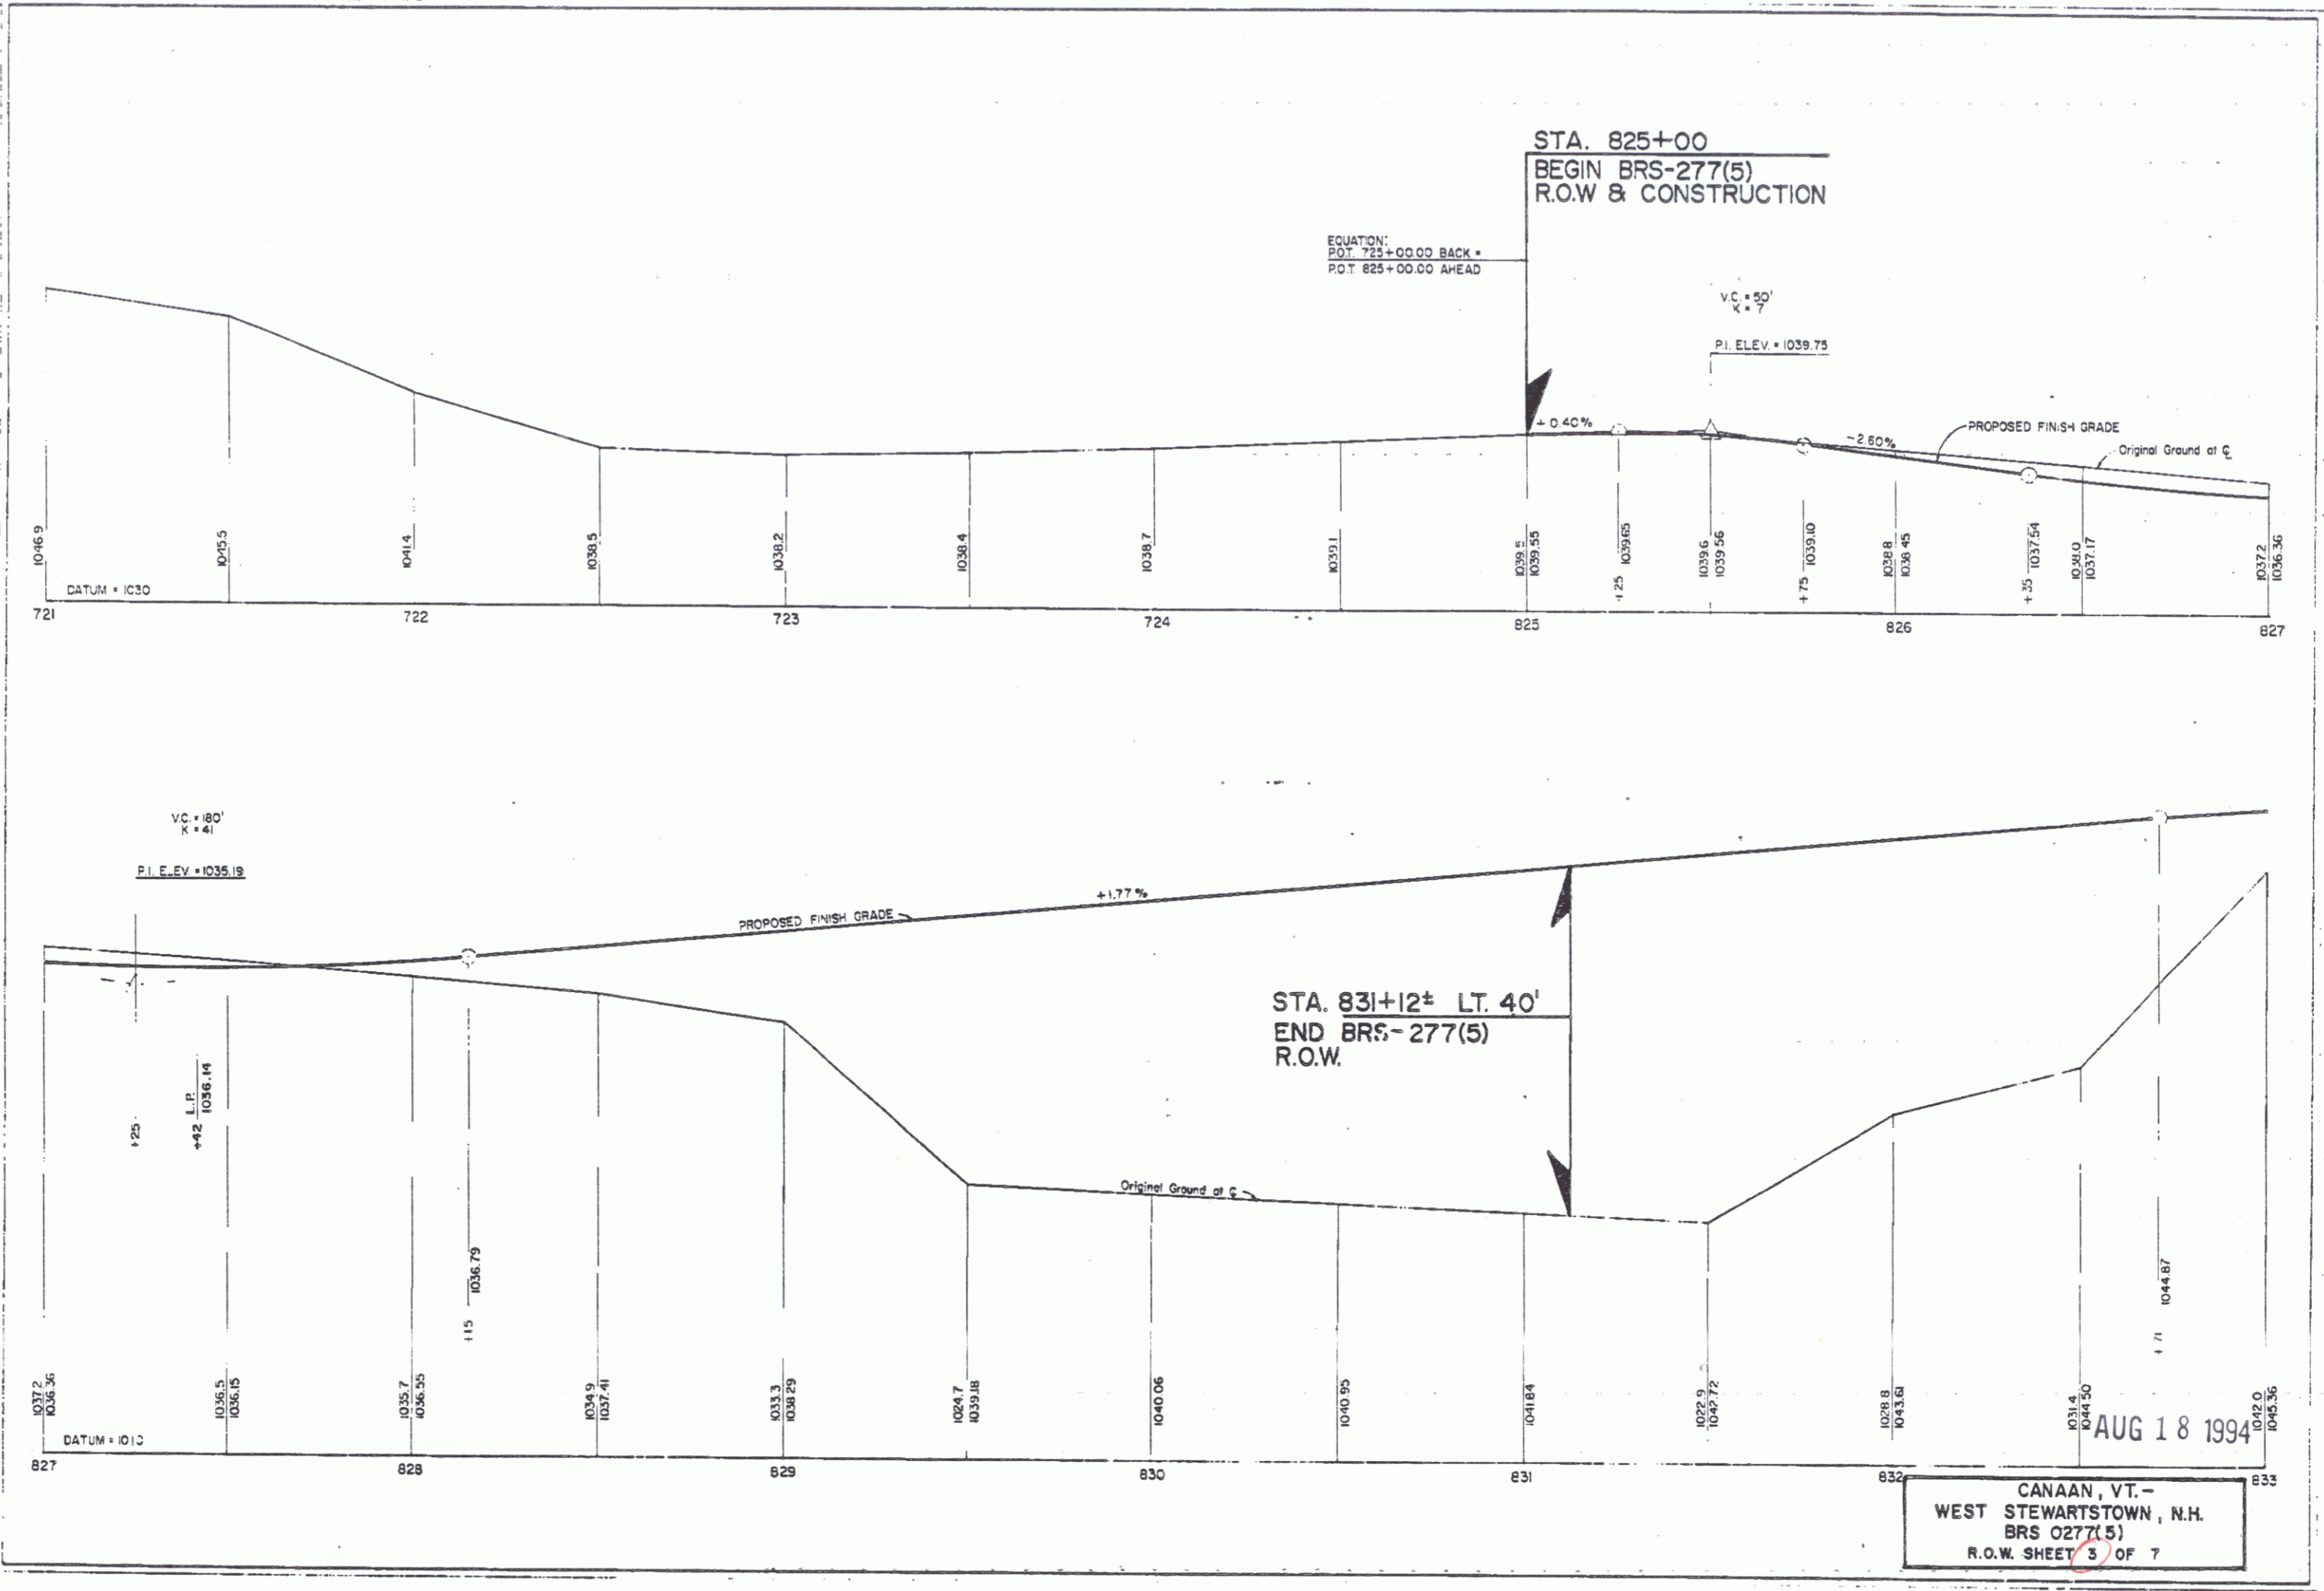 STA. 825+00
BEGIN BRS-277(5)
R.O.W & CONSTRUCTION
EQUATION:
P.O.T. 725+00.00 BACK =
P.O.T. 825+00.00 AHEAD
V.C. = 50'
K = 7
P.I. ELEV. = 1039.75
+ 0.40%
-2.60%
PROPOSED FINISH GRADE
Original Ground at ℄
1046.9
1045.5
1041.4
1038.5
1038.2
1038.4
1038.7
1039.1
1039.5
1039.55
+25
1039.65
1039.6
1039.56
+75
1039.10
1038.8
1038.45
+35
1037.54
1038.0
1037.17
1037.2
1036.36
DATUM = 1030
721
722
723
724
825
826
827
V.C. = 180'
K = 41
P.I. ELEV. = 1035.19
+1.77%
PROPOSED FINISH GRADE
STA. 831+12± LT. 40'
END BRS-277(5)
R.O.W.
+25
+42
L.P.
1036.14
Original Ground at ℄
+15
1036.79
+71
1044.87
1037.2
1036.36
1036.5
1036.15
1035.7
1036.55
1034.9
1037.41
1033.3
1038.29
1024.7
1039.18
1040.06
1040.95
1041.84
1022.9
1042.72
1028.8
1043.61
1031.4
1044.50
1042.0
1045.36
AUG 18 1994
DATUM = 1010
827
828
829
830
831
832
833
CANAAN, VT.-
WEST STEWARTSTOWN, N.H.
BRS 0277(5)
R.O.W. SHEET 3 OF 7